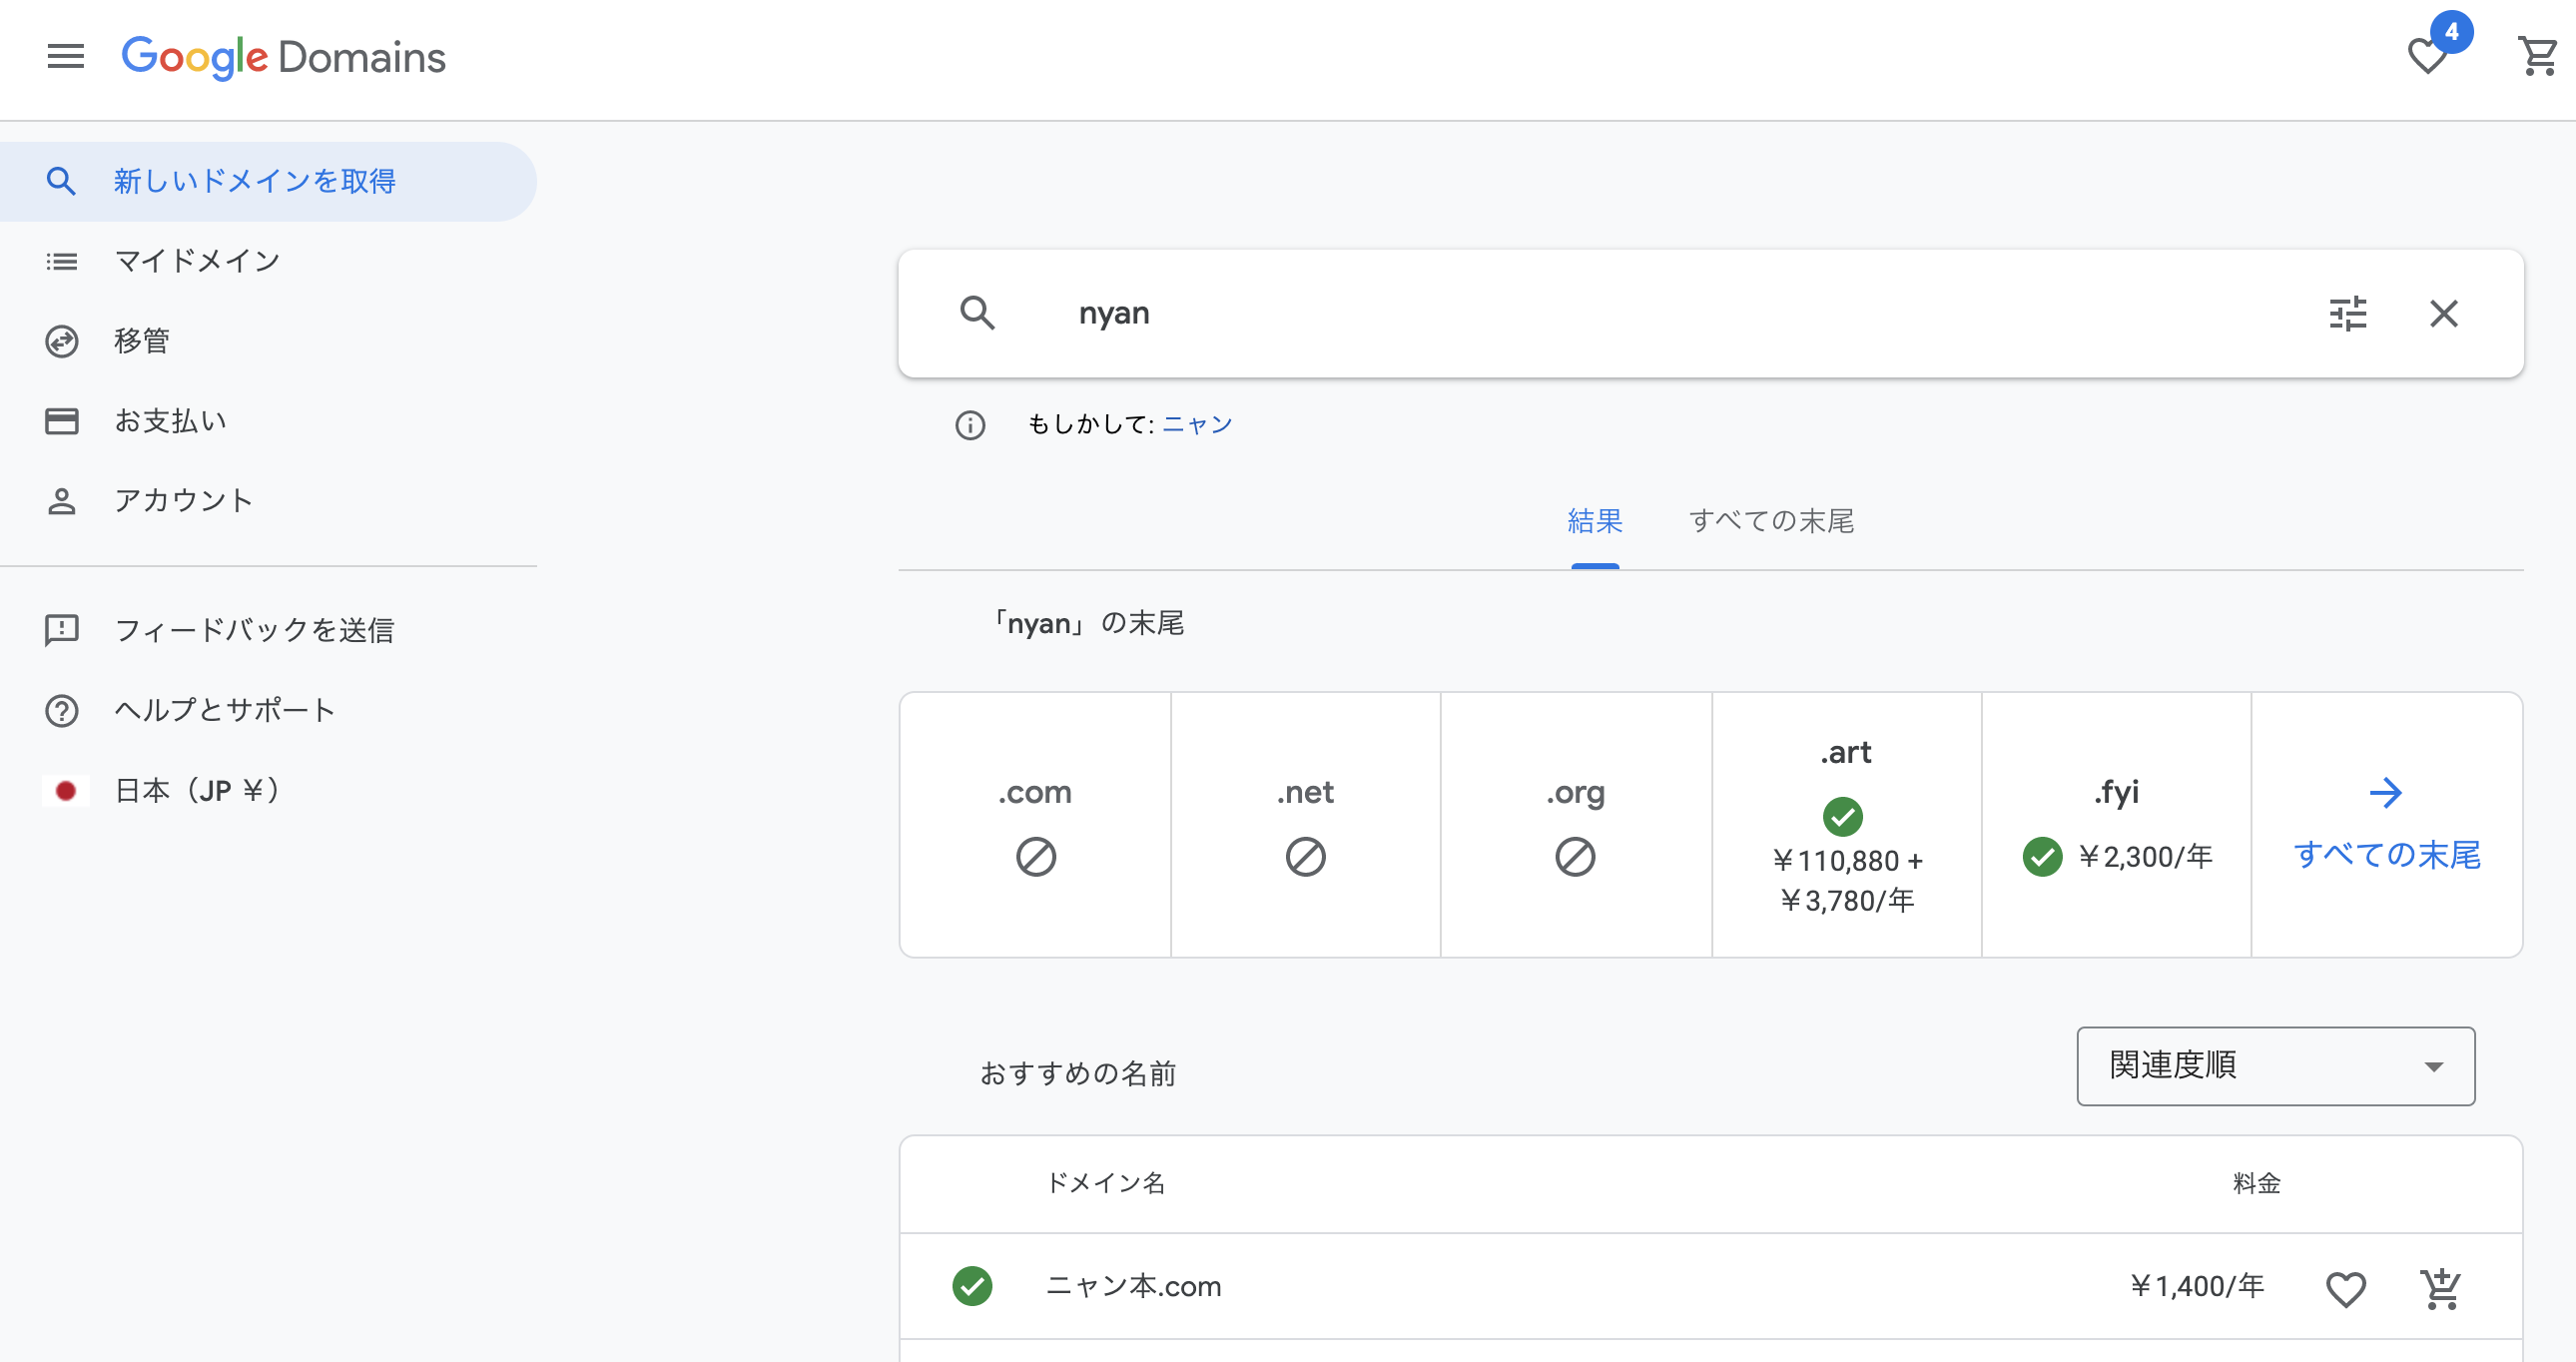 Google Domains
4
新しいドメインを取得
マイドメイン
移管
お支払い
アカウント
フィードバックを送信
ヘルプとサポート
日本（JP ￥）
nyan
もしかして: ニャン
結果
すべての末尾
「nyan」の末尾
.com
.net
.org
.art
￥110,880 +
￥3,780/年
.fyi
￥2,300/年
すべての末尾
おすすめの名前
関連度順
ドメイン名
料金
ニャン本.com
￥1,400/年